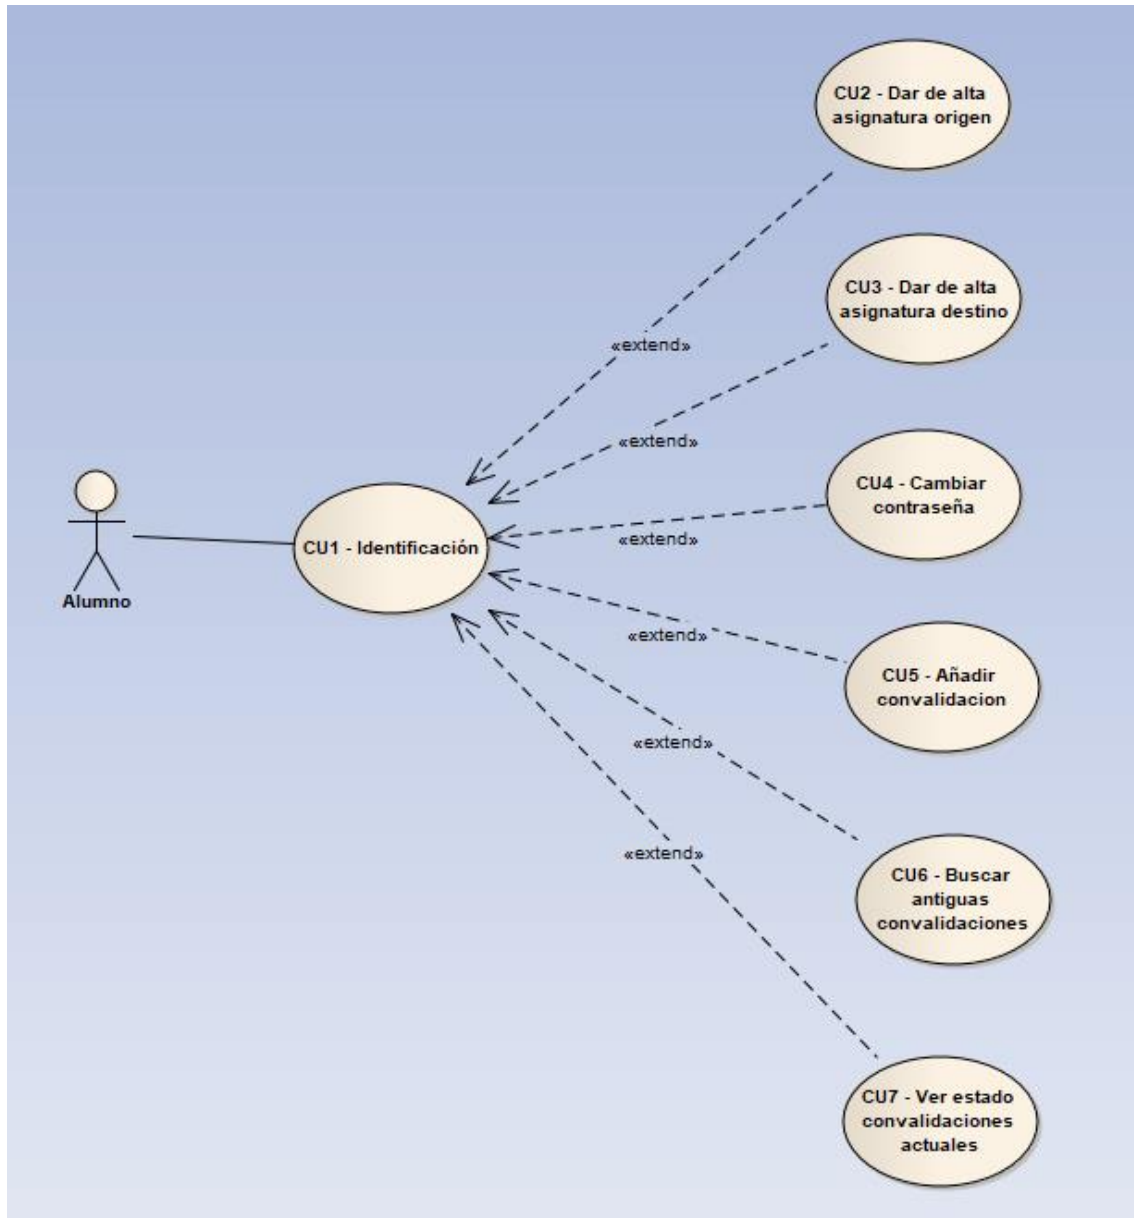 CU2 - Dar de alta
asignatura origen
CU3 - Dar de alta
asignatura destino
«extend»
«extend»
CU4 - Cambiar
contraseña
«extend»
CU1 - Identificación
Alumno
«extend»
CU5 - Añadir
convalidacion
«extend»
CU6 - Buscar
antiguas
convalidaciones
«extend»
CU7 - Ver estado
convalidaciones
actuales